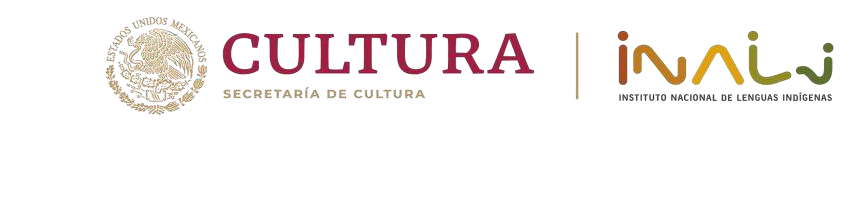 ESTADOS UNIDOS MEXICANOS
CULTURA
SECRETARÍA DE CULTURA
INALI
INSTITUTO NACIONAL DE LENGUAS INDÍGENAS